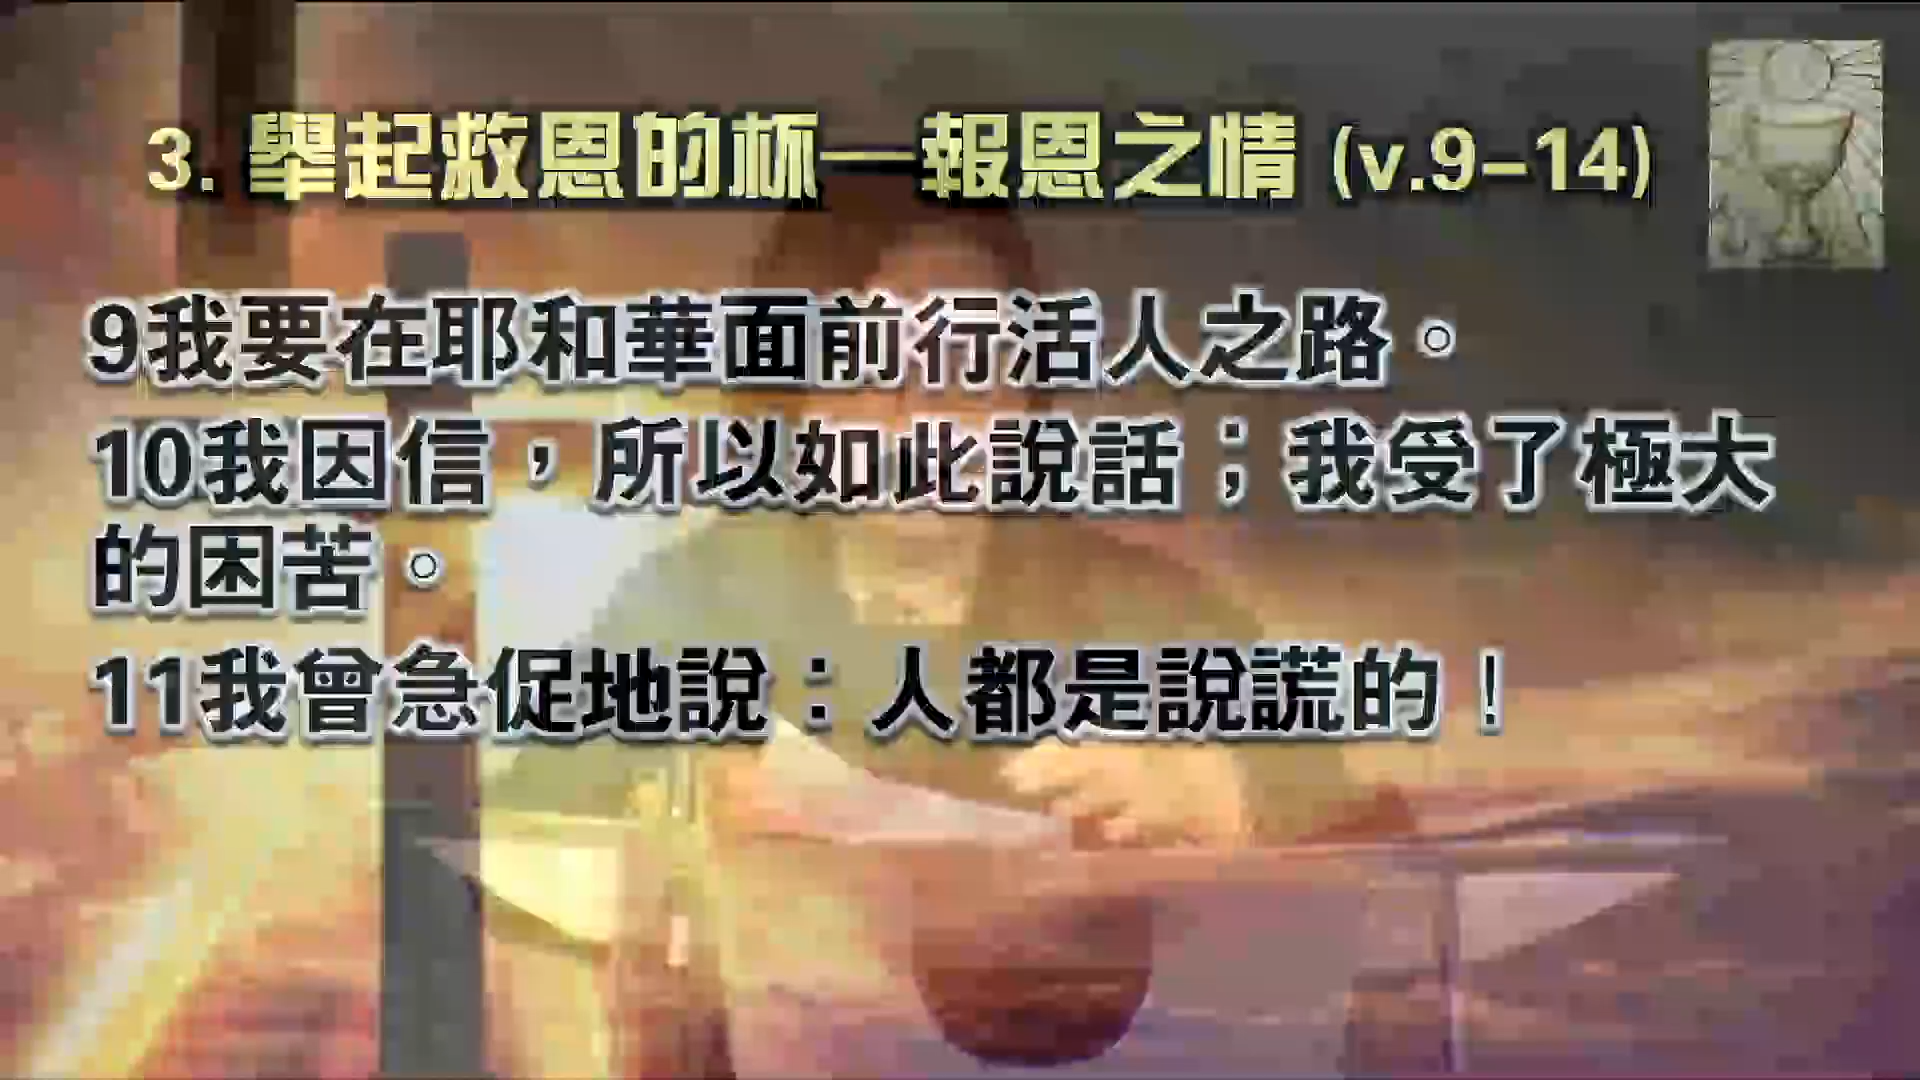 3. 舉起救恩的杯—報恩之情 (v.9-14)
9我要在耶和華面前行活人之路。
10我因信，所以如此說話；我受了極大
的困苦。
11我曾急促地說：人都是說謊的！